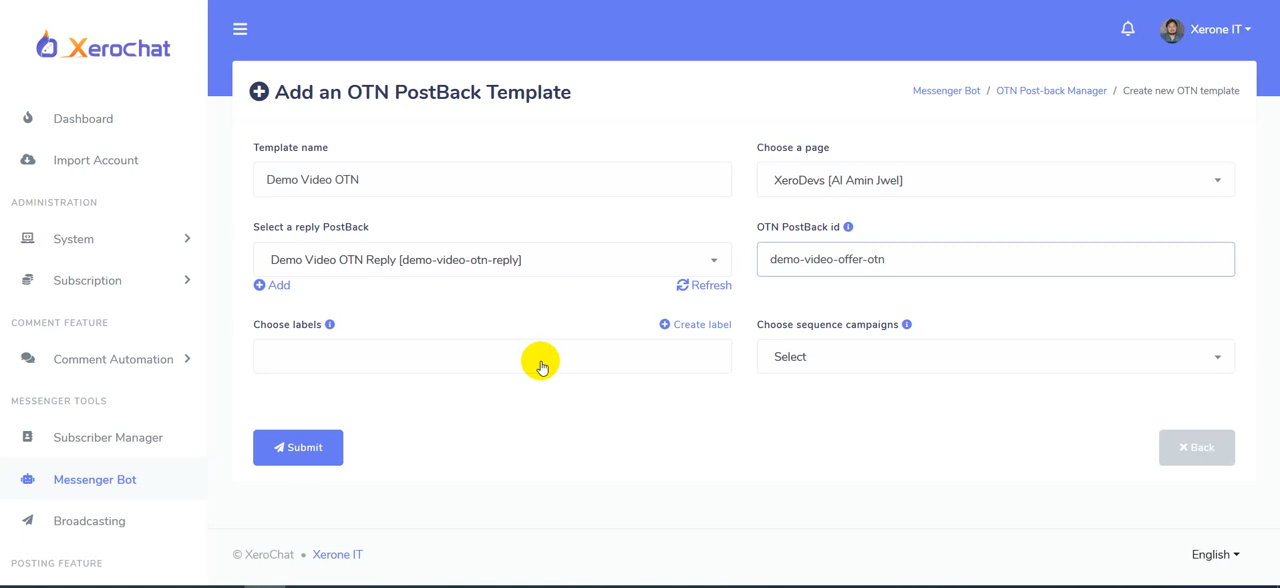 Xerochat
Dashboard
Import Account
ADMINISTRATION
System
Subscription
COMMENT FEATURE
Comment Automation
MESSENGER TOOLS
Subscriber Manager
Messenger Bot
Broadcasting
POSTING FEATURE
Xerone IT
Add an OTN PostBack Template
Messenger Bot / OTN Post-back Manager / Create new OTN template
Template name
Demo Video OTN
Choose a page
XeroDevs [Al Amin Jwel]
Select a reply PostBack
Demo Video OTN Reply [demo-video-otn-reply]
Add
Refresh
OTN PostBack id
demo-video-offer-otn
Choose labels
Create label
Choose sequence campaigns
Select
Submit
Back
© XeroChat • Xerone IT
English